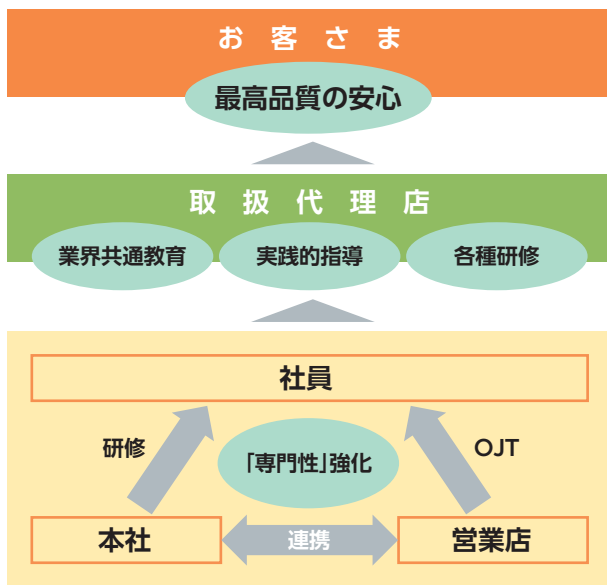 お客さま
最高品質の安心
取扱代理店
業界共通教育
実践的指導
各種研修
社員
研修
「専門性」強化
OJT
本社
連携
営業店